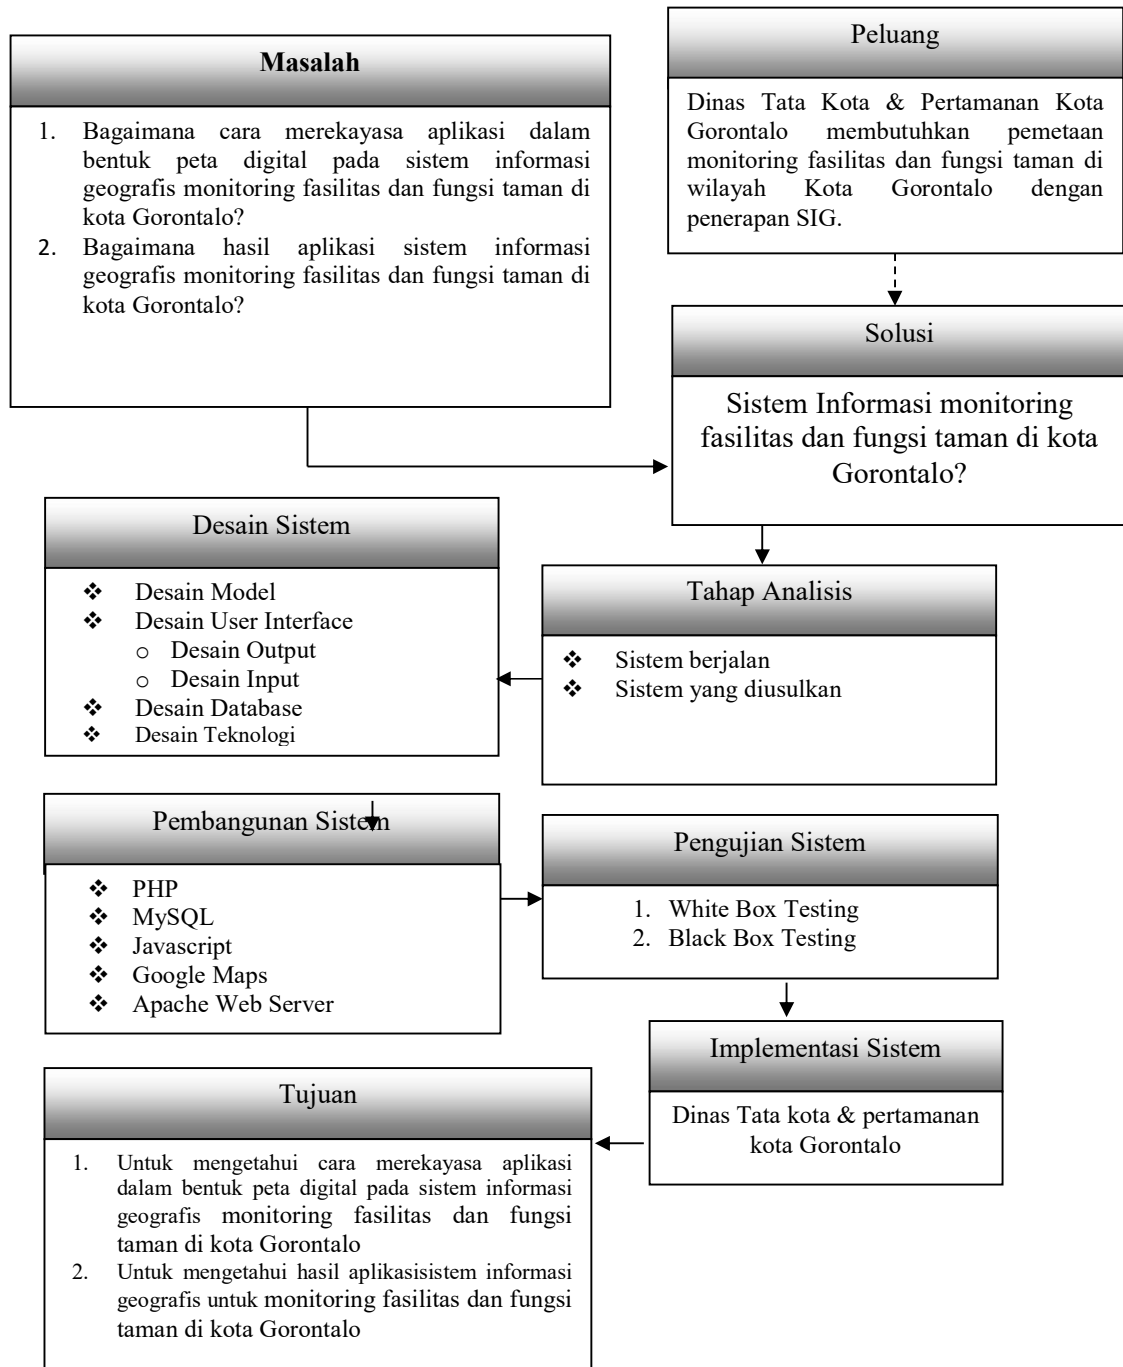 Masalah
1. Bagaimana cara merekayasa aplikasi dalam
bentuk peta digital pada sistem informasi
geografis monitoring fasilitas dan fungsi taman di
kota Gorontalo?
2. Bagaimana hasil aplikasi sistem informasi
geografis monitoring fasilitas dan fungsi taman di
kota Gorontalo?
Peluang
Dinas Tata Kota & Pertamanan Kota
Gorontalo membutuhkan pemetaan
monitoring fasilitas dan fungsi taman di
wilayah Kota Gorontalo dengan
penerapan SIG.
Solusi
Sistem Informasi monitoring
fasilitas dan fungsi taman di kota
Gorontalo?
Tahap Analisis
❖ Sistem berjalan
❖ Sistem yang diusulkan
Desain Sistem
❖ Desain Model
❖ Desain User Interface
o Desain Output
o Desain Input
❖ Desain Database
❖ Desain Teknologi
Pembangunan Sistem
❖ PHP
❖ MySQL
❖ Javascript
❖ Google Maps
❖ Apache Web Server
Pengujian Sistem
1. White Box Testing
2. Black Box Testing
Implementasi Sistem
Dinas Tata kota & pertamanan
kota Gorontalo
Tujuan
1. Untuk mengetahui cara merekayasa aplikasi
dalam bentuk peta digital pada sistem informasi
geografis monitoring fasilitas dan fungsi
taman di kota Gorontalo
2. Untuk mengetahui hasil aplikasisistem informasi
geografis untuk monitoring fasilitas dan fungsi
taman di kota Gorontalo